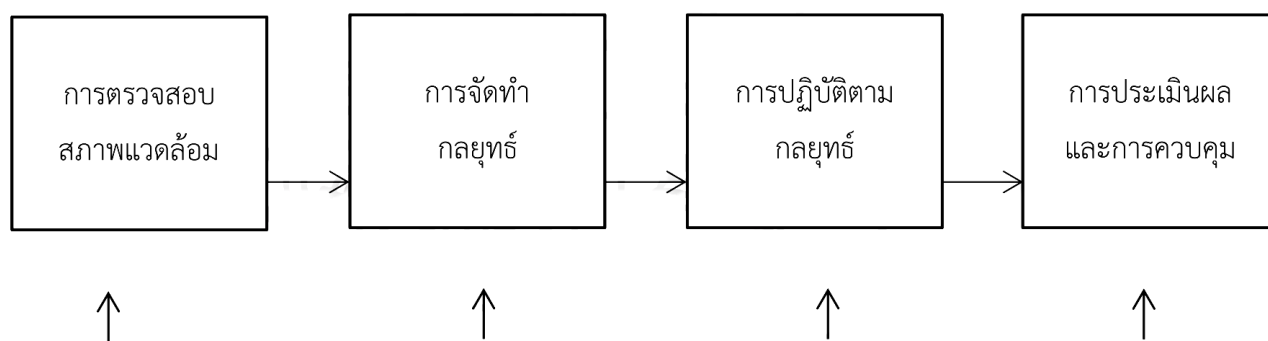 การตรวจสอบ
สภาพแวดล้อม
การจัดทำ
กลยุทธ์
การปฏิบัติตาม
กลยุทธ์
การประเมินผล
และการควบคุม